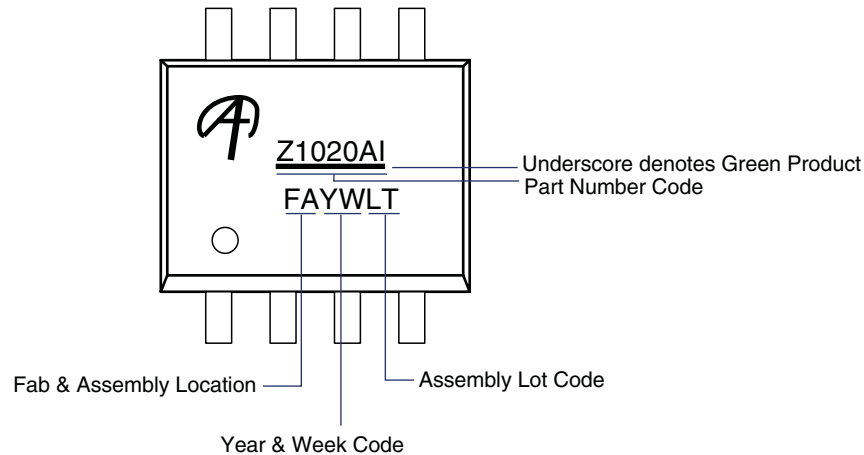 Z1020AI
Underscore denotes Green Product
Part Number Code
FAYWLT
Fab & Assembly Location
Assembly Lot Code
Year & Week Code